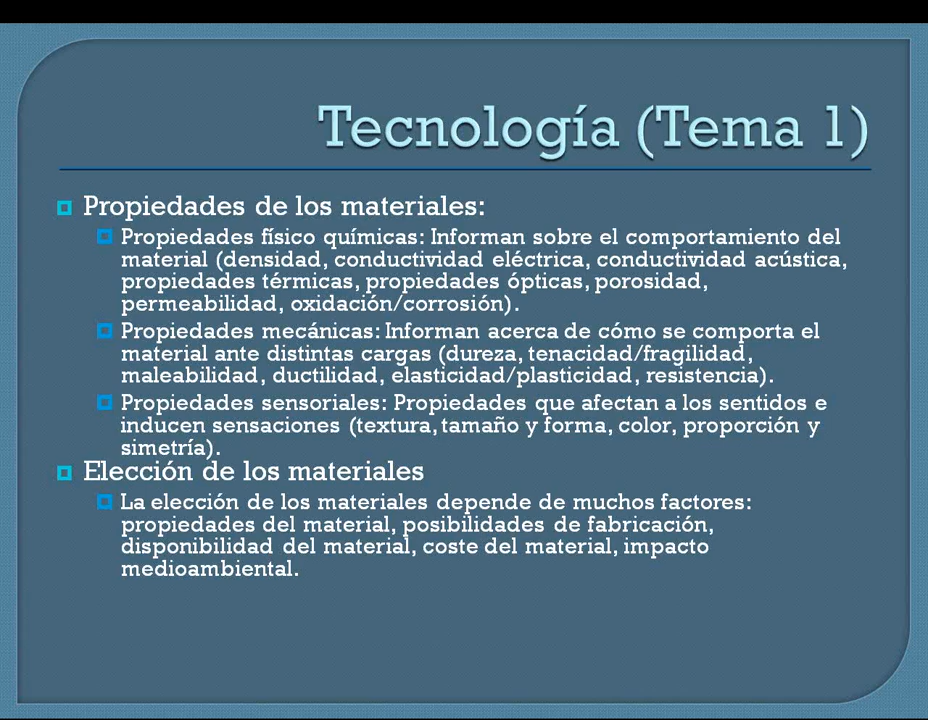 Tecnología (Tema 1)
Propiedades de los materiales:
Propiedades físico químicas: Informan sobre el comportamiento del
material (densidad, conductividad eléctrica, conductividad acústica,
propiedades térmicas, propiedades ópticas, porosidad,
permeabilidad, oxidación/corrosión).
Propiedades mecánicas: Informan acerca de cómo se comporta el
material ante distintas cargas (dureza, tenacidad/fragilidad,
maleabilidad, ductilidad, elasticidad/plasticidad, resistencia).
Propiedades sensoriales: Propiedades que afectan a los sentidos e
inducen sensaciones (textura, tamaño y forma, color, proporción y
simetría).
Elección de los materiales
La elección de los materiales depende de muchos factores:
propiedades del material, posibilidades de fabricación,
disponibilidad del material, coste del material, impacto
medioambiental.